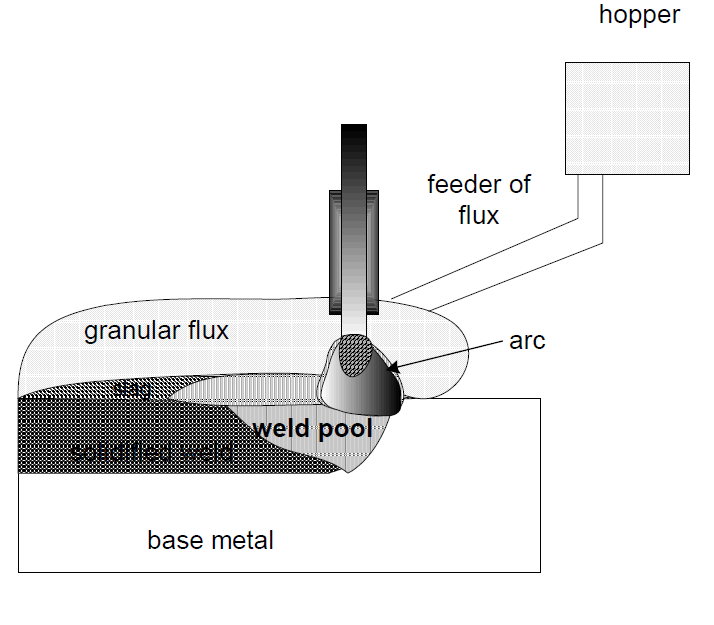 hopper
feeder of
flux
granular flux
arc
slag
weld pool
solidified weld
base metal